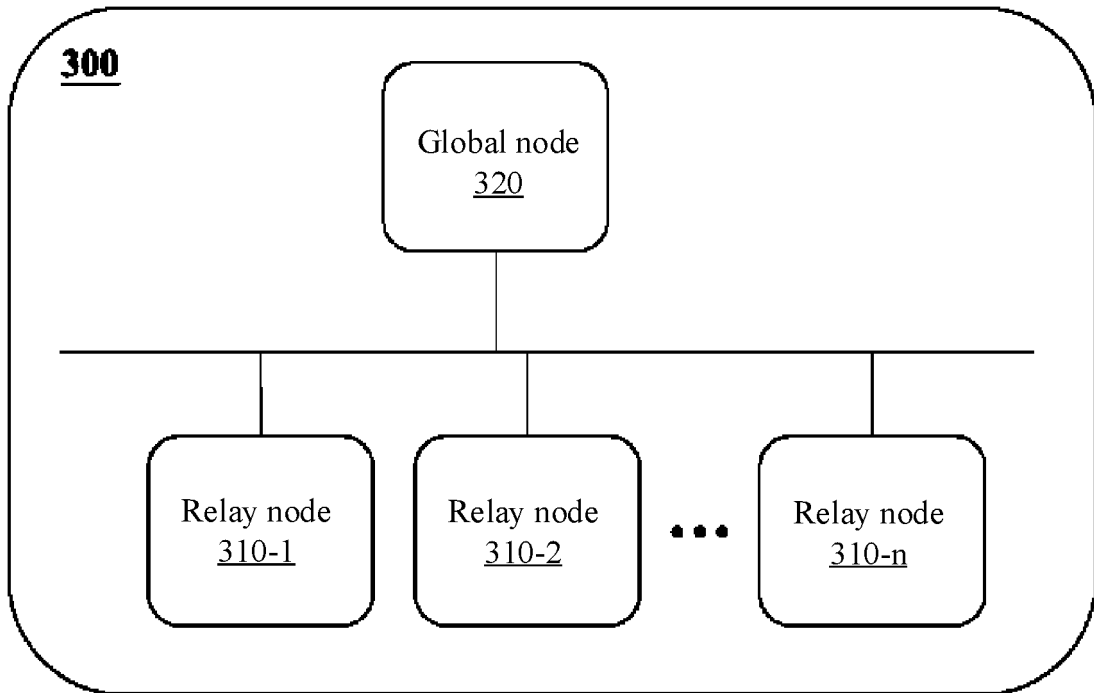 300
Global node
320
Relay node
310-1
Relay node
310-2
Relay node
310-n